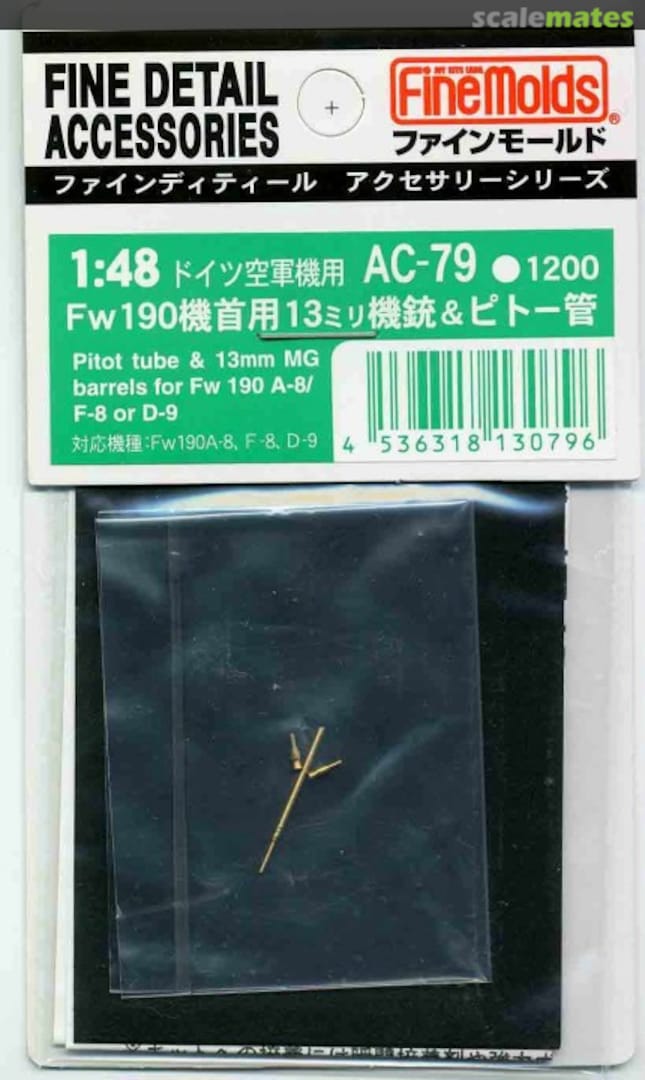 scalemates
FINE DETAIL
ACCESSORIES
FineMolds®
ファインモールド
ファインディティール アクセサリーシリーズ
1:48 ドイツ空軍機用 AC-79 ●1200
Fw190機首用13ミリ機銃&ピトー管
Pitot tube & 13mm MG
barrels for Fw 190 A-8/
F-8 or D-9
対応機種:Fw190A-8、F-8、D-9
4 536318 130796